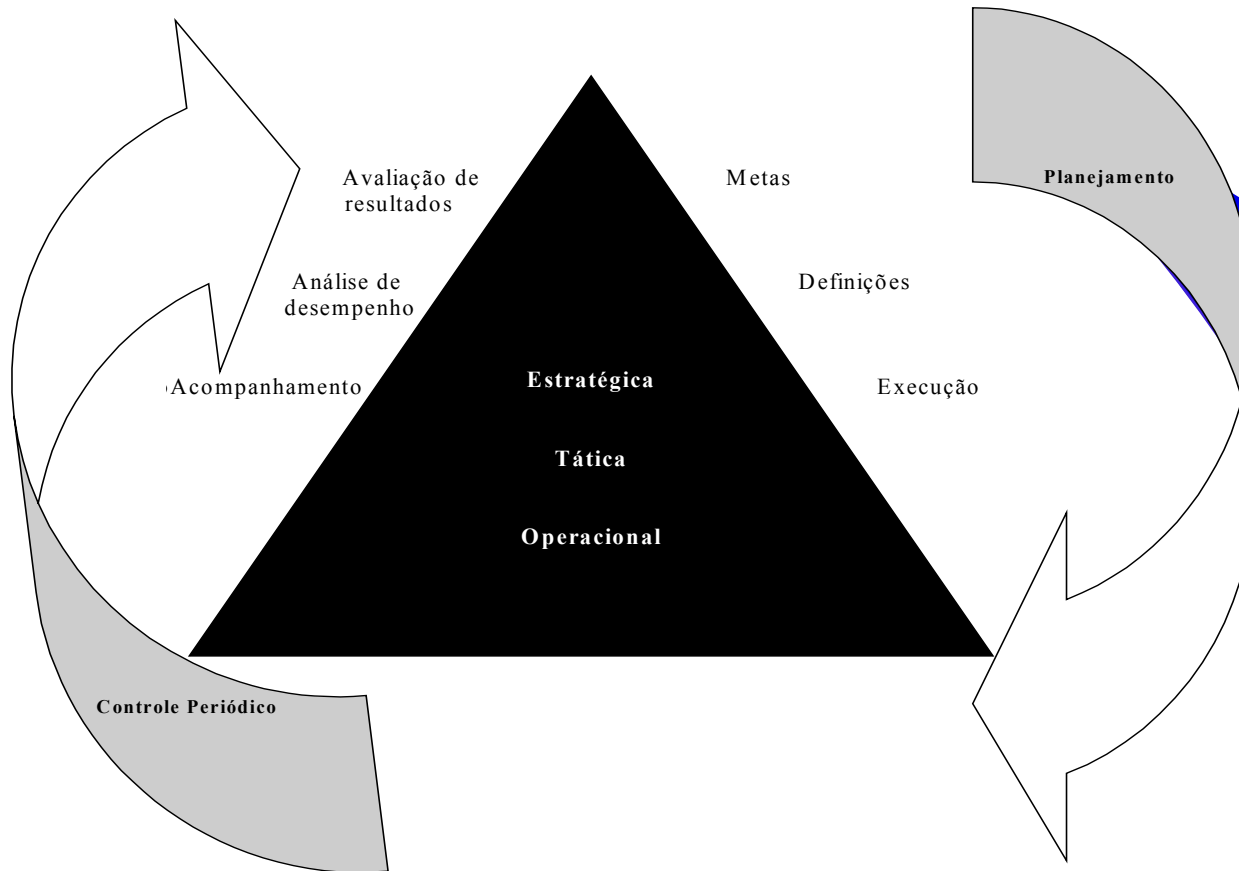 Avaliação de
resultados
Metas
Planejamento
Análise de
desempenho
Definições
Acompanhamento
Estratégica
Execução
Tática
Operacional
Controle Periódico